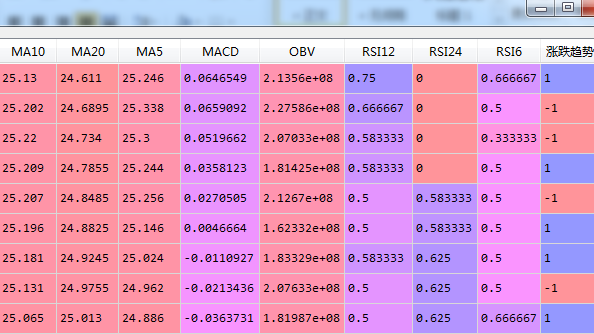 MA10 MA20 MA5 MACD OBV RSI12 RSI24 RSI6 涨跌趋势
25.13 24.611 25.246 0.0646549 2.1356e+08 0.75 0 0.666667 1
25.202 24.6895 25.338 0.0659092 2.27586e+08 0.666667 0 0.5 -1
25.22 24.734 25.3 0.0519662 2.07033e+08 0.583333 0 0.333333 -1
25.209 24.7855 25.244 0.0358123 1.81425e+08 0.583333 0 0.5 1
25.207 24.8485 25.256 0.0270505 2.1267e+08 0.5 0.583333 0.5 -1
25.196 24.8825 25.146 0.0046664 1.62332e+08 0.5 0.583333 0.5 1
25.181 24.9245 25.024 -0.0110927 1.83329e+08 0.583333 0.625 0.5 1
25.131 24.9755 24.962 -0.0213436 2.07633e+08 0.5 0.625 0.5 -1
25.065 25.013 24.886 -0.0363731 1.81987e+08 0.5 0.625 0.666667 1